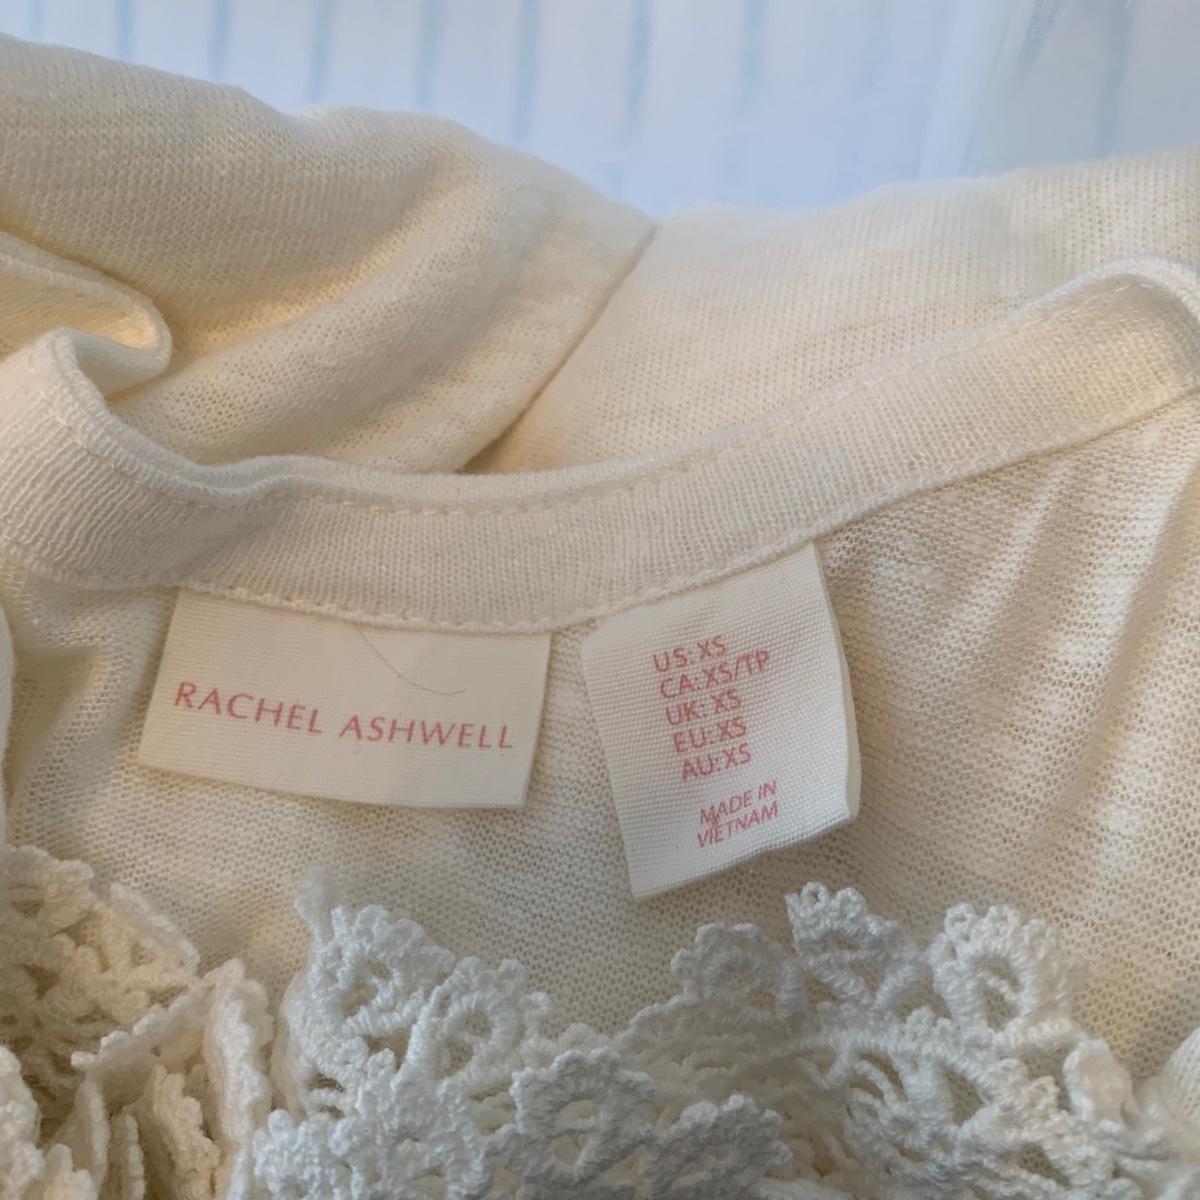 RACHEL ASHWELL
US: XS
CA: XS/TP
UK: XS
EU: XS
AU: XS
MADE IN
VIETNAM